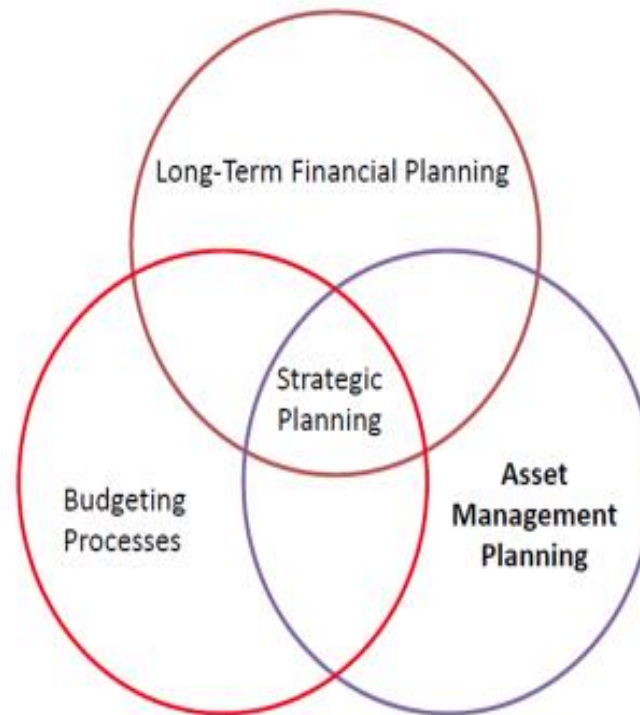 Long-Term Financial Planning
Strategic
Planning
Budgeting
Processes
Asset
Management
Planning